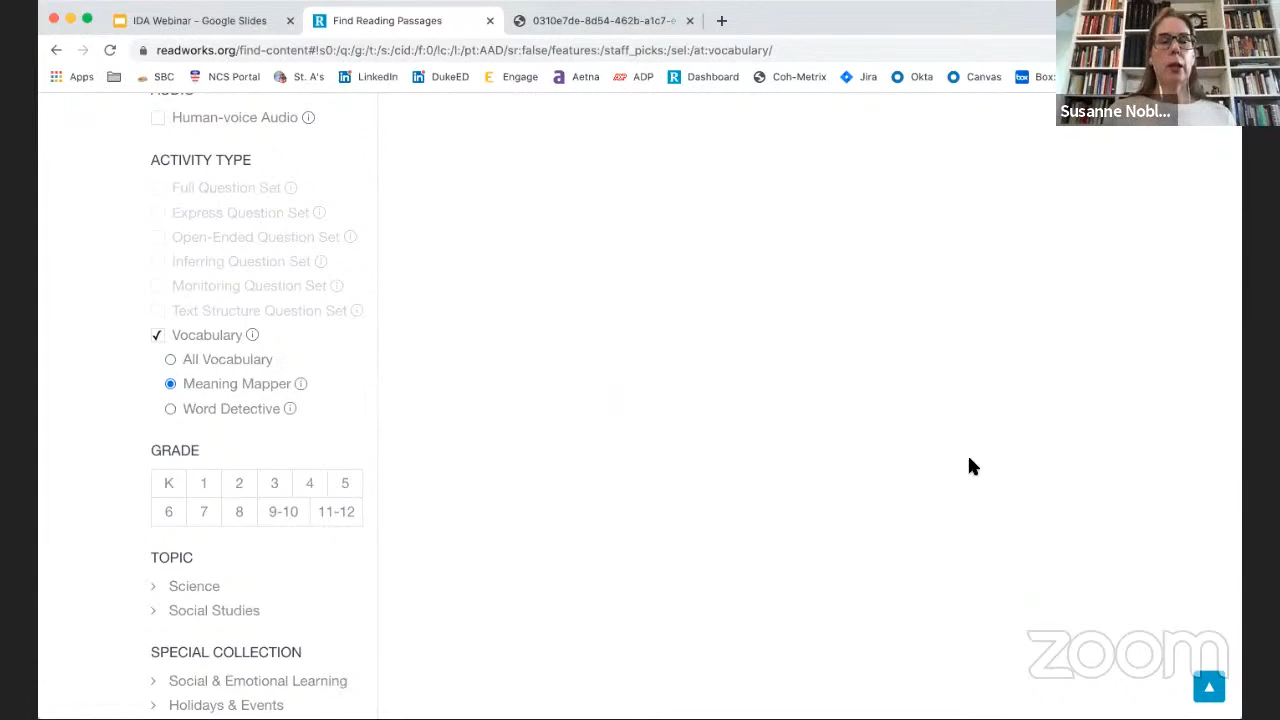 IDA Webinar – Google Slides
Find Reading Passages
0310e7de-8d54-462b-a1c7-e
readworks.org/find-content#!s0:/q:/g:/t:/s:/cid:/f:0/lc:/l:/pt:AAD/sr:false/features:/staff_picks:/sel:/at:vocabulary/
Apps SBC NCS Portal St. A's LinkedIn DukeED Engage Aetna ADP Dashboard Coh-Metrix Jira Okta Canvas Box:
Susanne Nobl...
AUDIO
Human-voice Audio
ACTIVITY TYPE
Full Question Set
Express Question Set
Open-Ended Question Set
Inferring Question Set
Monitoring Question Set
Text Structure Question Set
Vocabulary
All Vocabulary
Meaning Mapper
Word Detective
GRADE
K 1 2 3 4 5
6 7 8 9-10 11-12
TOPIC
Science
Social Studies
SPECIAL COLLECTION
Social & Emotional Learning
Holidays & Events
zoom